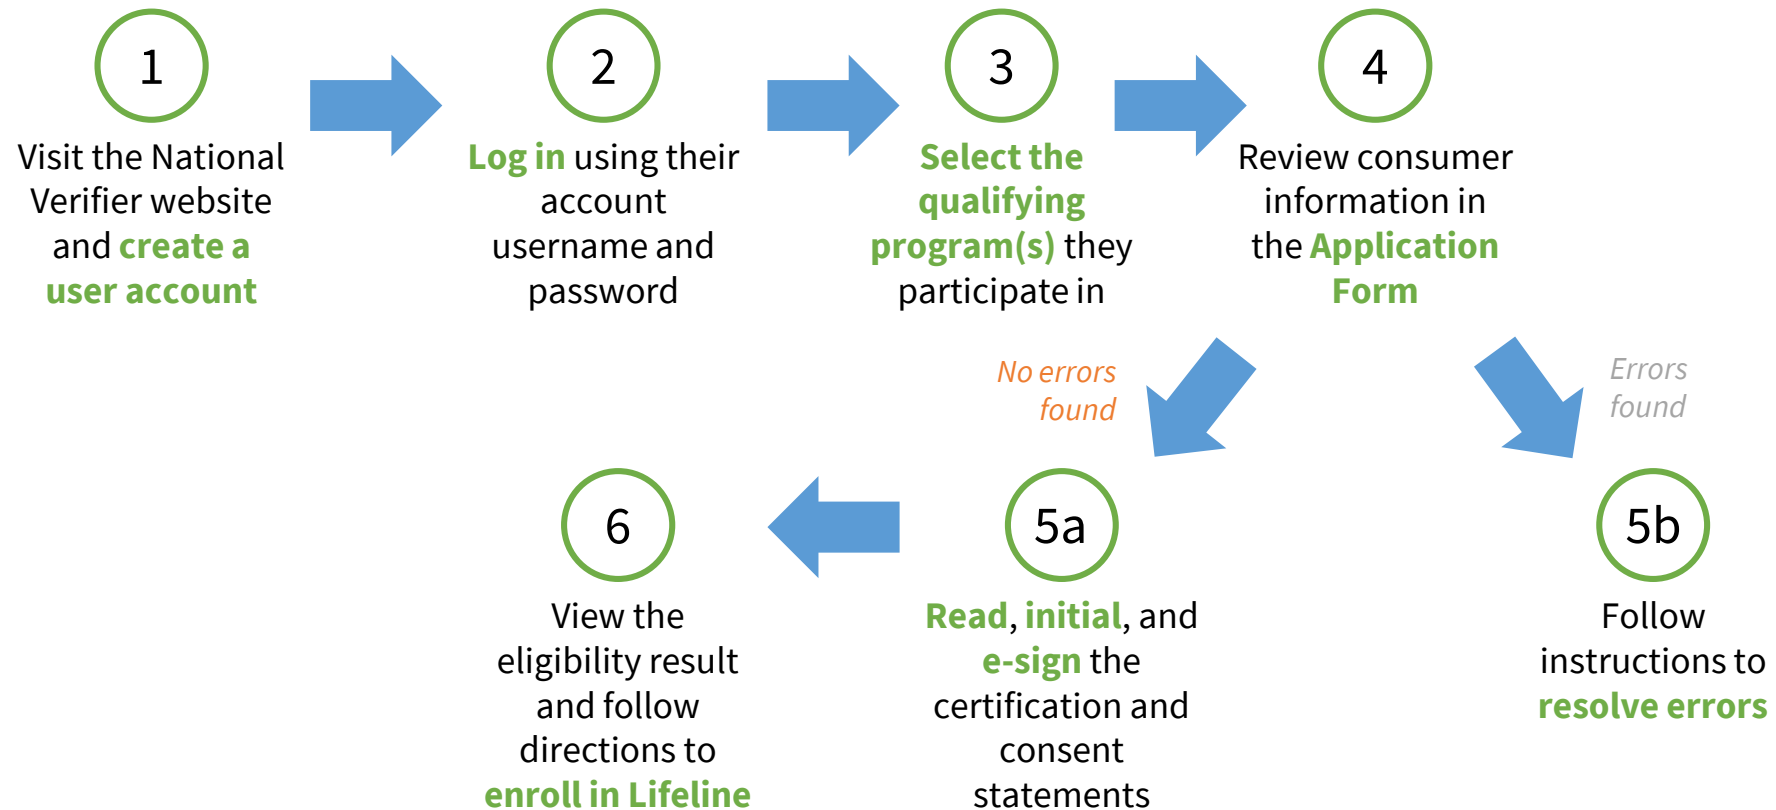 1
Visit the National
Verifier website
and create a
user account
2
Log in using their
account
username and
password
3
Select the
qualifying
program(s) they
participate in
4
Review consumer
information in
the Application
Form
No errors
found
Errors
found
5a
Read, initial, and
e-sign the
certification and
consent
statements
5b
Follow
instructions to
resolve errors
6
View the
eligibility result
and follow
directions to
enroll in Lifeline